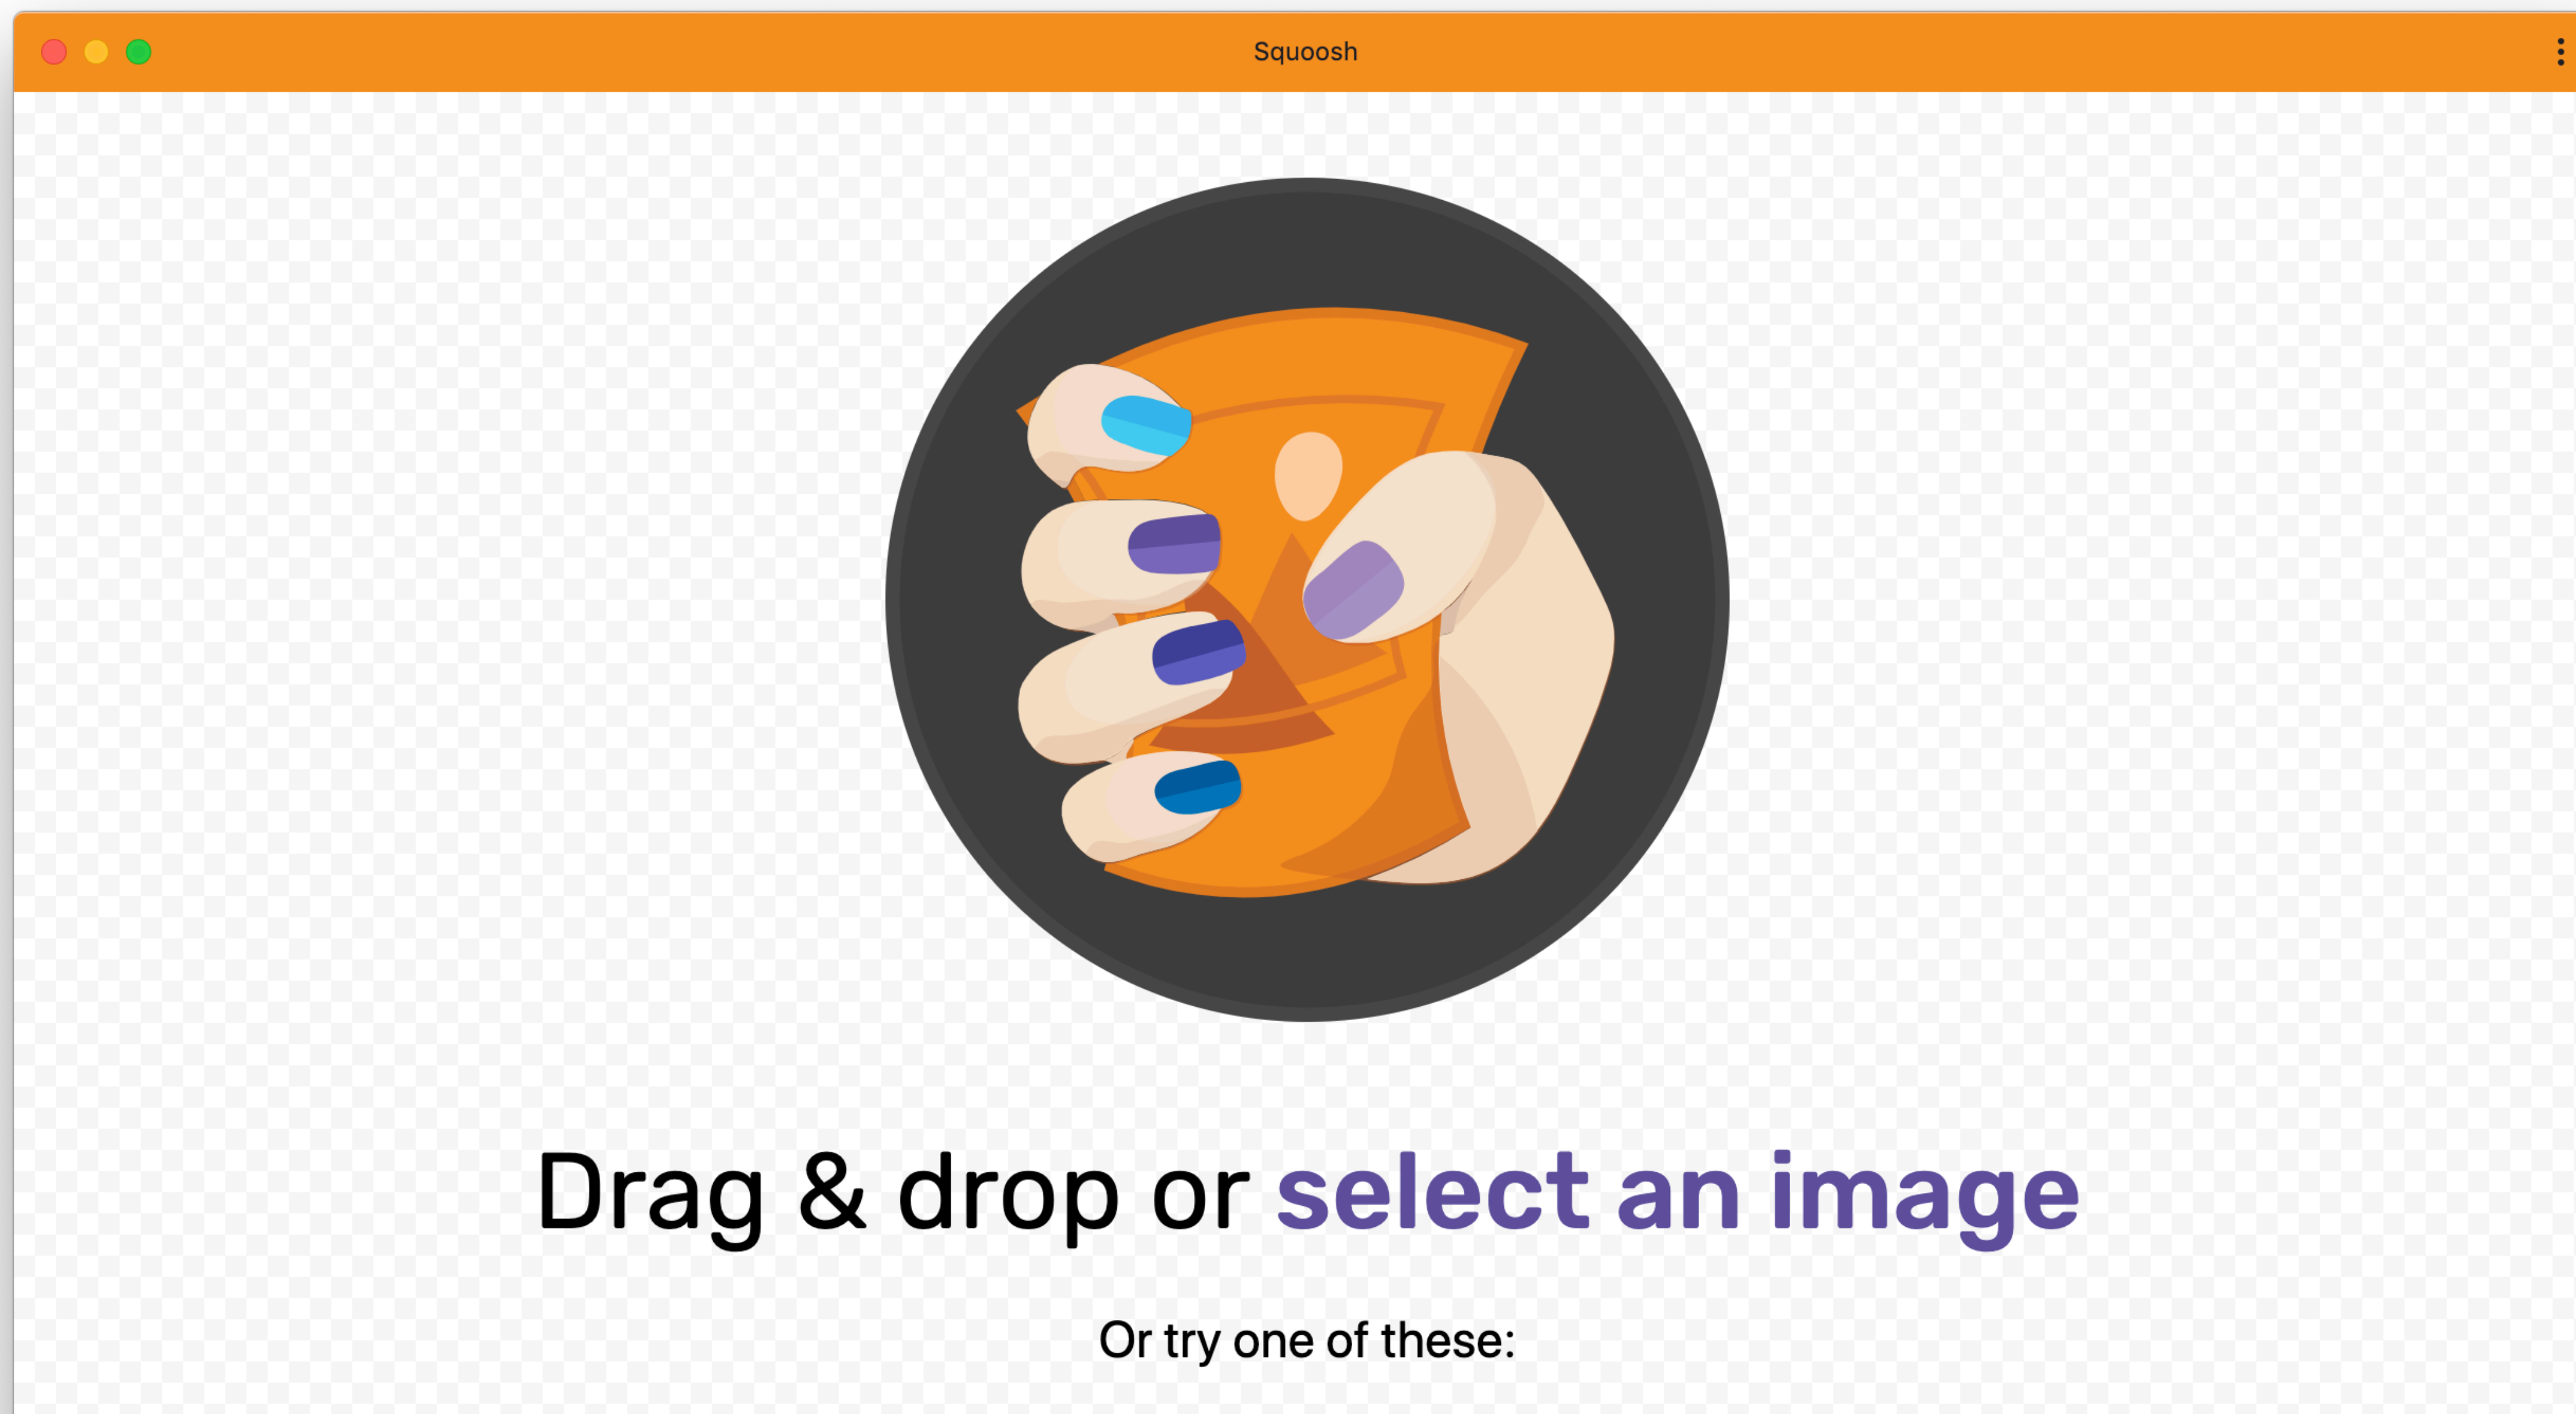 Squoosh
Drag & drop or select an image
Or try one of these: